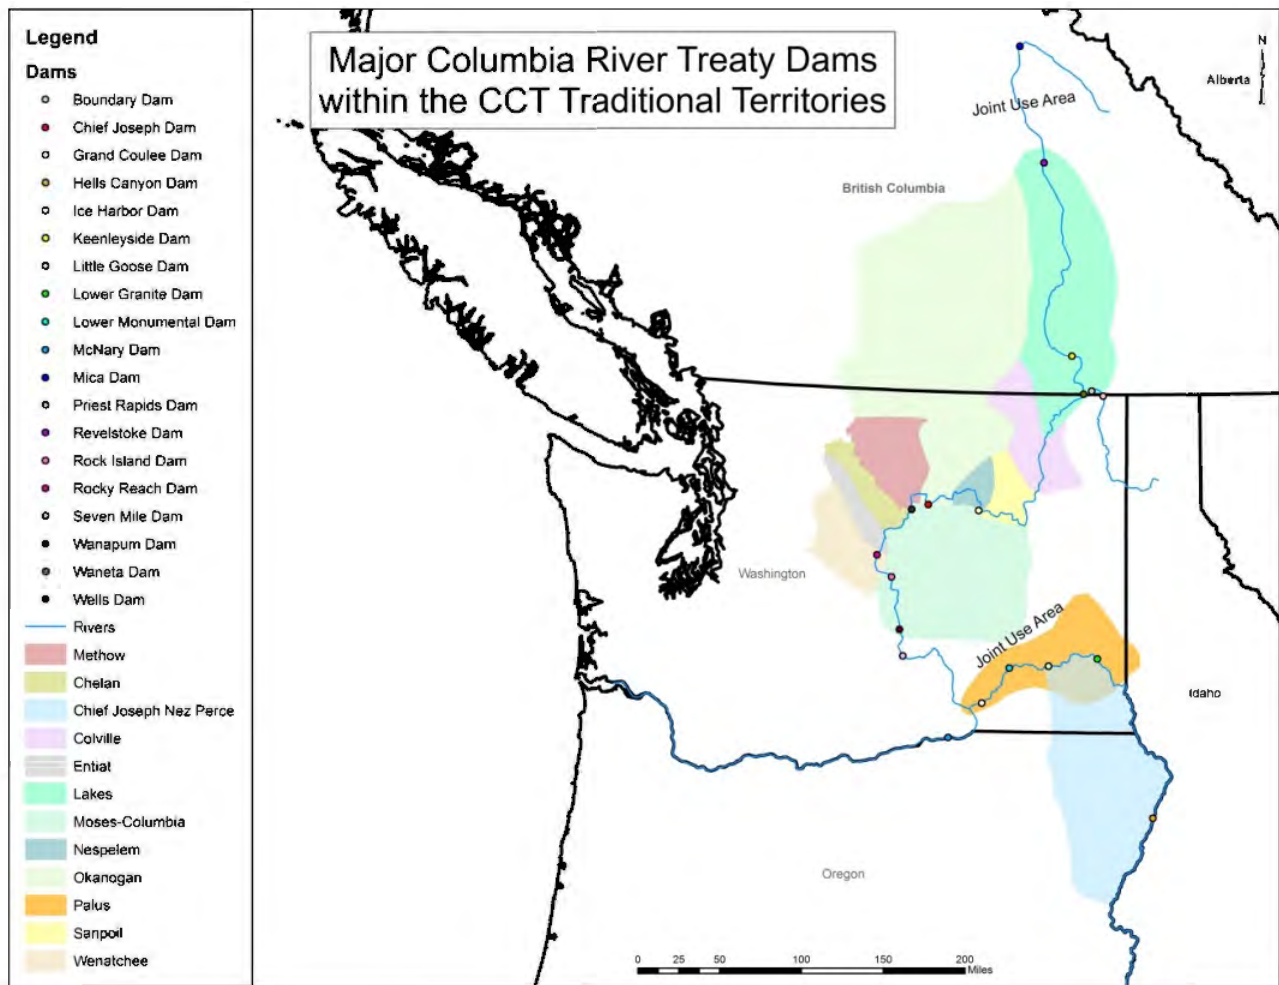 Legend
Dams
Boundary Dam
Chief Joseph Dam
Grand Coulee Dam
Hells Canyon Dam
Ice Harbor Dam
Keenleyside Dam
Little Goose Dam
Lower Granite Dam
Lower Monumental Dam
McNary Dam
Mica Dam
Priest Rapids Dam
Revelstoke Dam
Rock Island Dam
Rocky Reach Dam
Seven Mile Dam
Wanapum Dam
Waneta Dam
Wells Dam
Rivers
Methow
Chelan
Chief Joseph Nez Perce
Colville
Entiat
Lakes
Moses-Columbia
Nespelem
Okanogan
Palus
Sanpoil
Wenatchee
Major Columbia River Treaty Dams
within the CCT Traditional Territories
N
Alberta
Joint Use Area
British Columbia
Washington
Joint Use Area
Idaho
Oregon
0 25 50 100 150 200
Miles